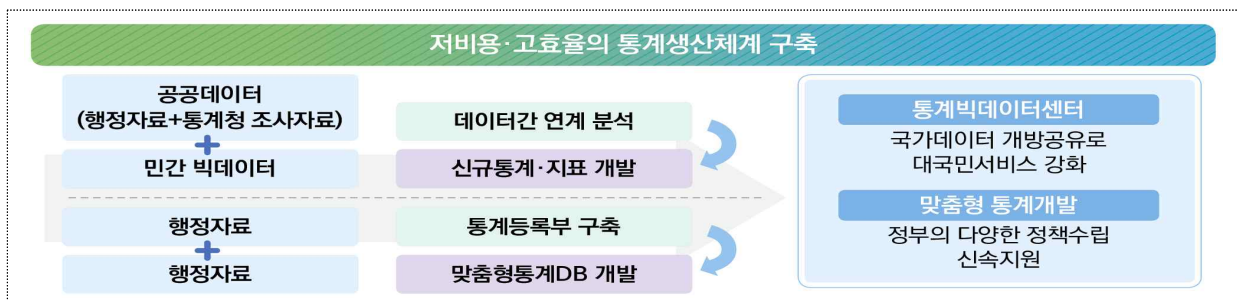 저비용·고효율의 통계생산체계 구축
공공데이터
(행정자료+통계청 조사자료)
+
민간 빅데이터
데이터간 연계 분석
신규통계·지표 개발
행정자료
+
행정자료
통계등록부 구축
맞춤형통계DB 개발
통계빅데이터센터
국가데이터 개방공유로
대국민서비스 강화
맞춤형 통계개발
정부의 다양한 정책수립
신속지원